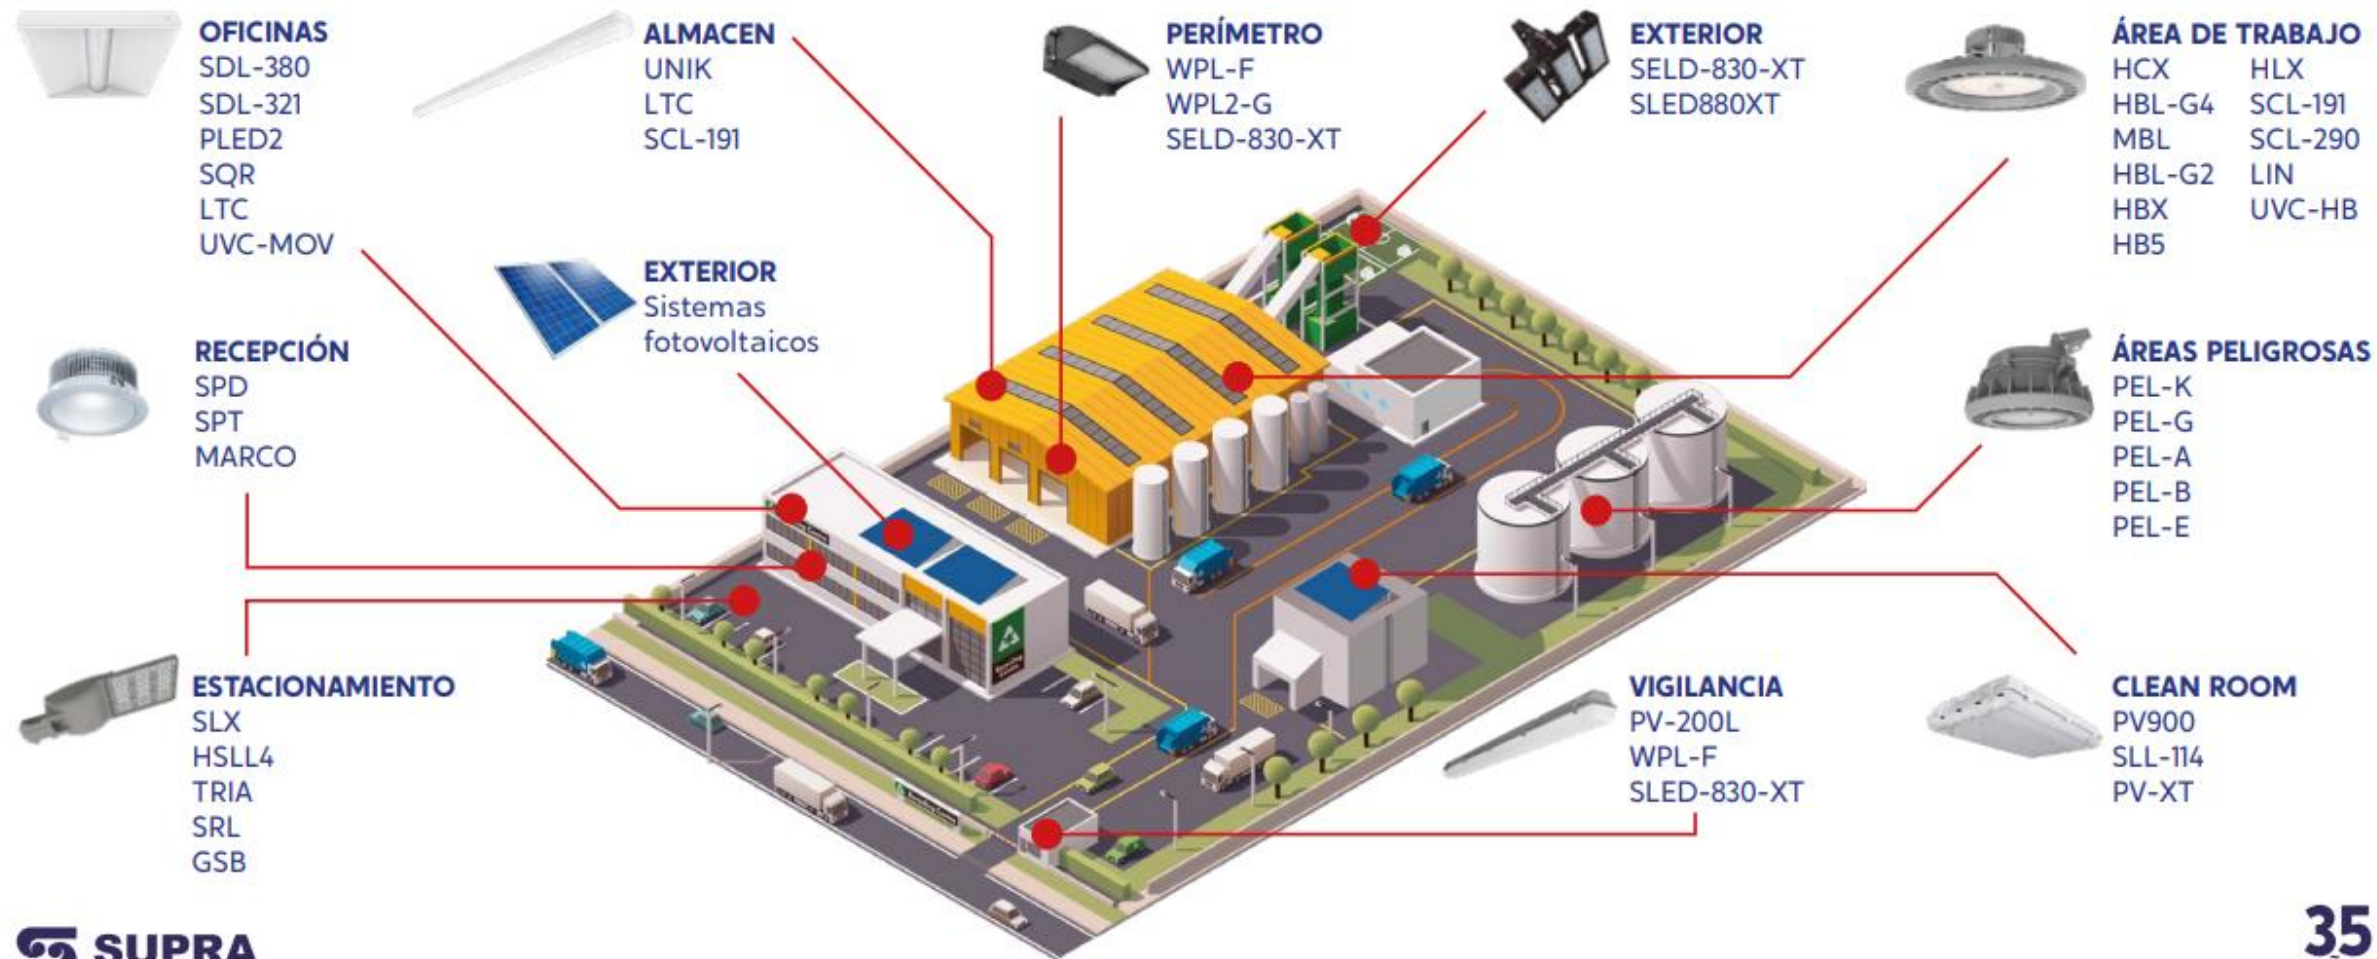 OFICINAS
SDL-380
SDL-321
PLED2
SQR
LTC
UVC-MOV
ALMACEN
UNIK
LTC
SCL-191
PERÍMETRO
WPL-F
WPL2-G
SELD-830-XT
EXTERIOR
SELD-830-XT
SLED880XT
ÁREA DE TRABAJO
HCX HLX
HBL-G4 SCL-191
MBL SCL-290
HBL-G2 LIN
HBX UVC-HB
HB5
EXTERIOR
Sistemas
fotovoltaicos
RECEPCIÓN
SPD
SPT
MARCO
ÁREAS PELIGROSAS
PEL-K
PEL-G
PEL-A
PEL-B
PEL-E
ESTACIONAMIENTO
SLX
HSLL4
TRIA
SRL
GSB
VIGILANCIA
PV-200L
WPL-F
SLED-830-XT
CLEAN ROOM
PV900
SLL-114
PV-XT
SUPRA
35